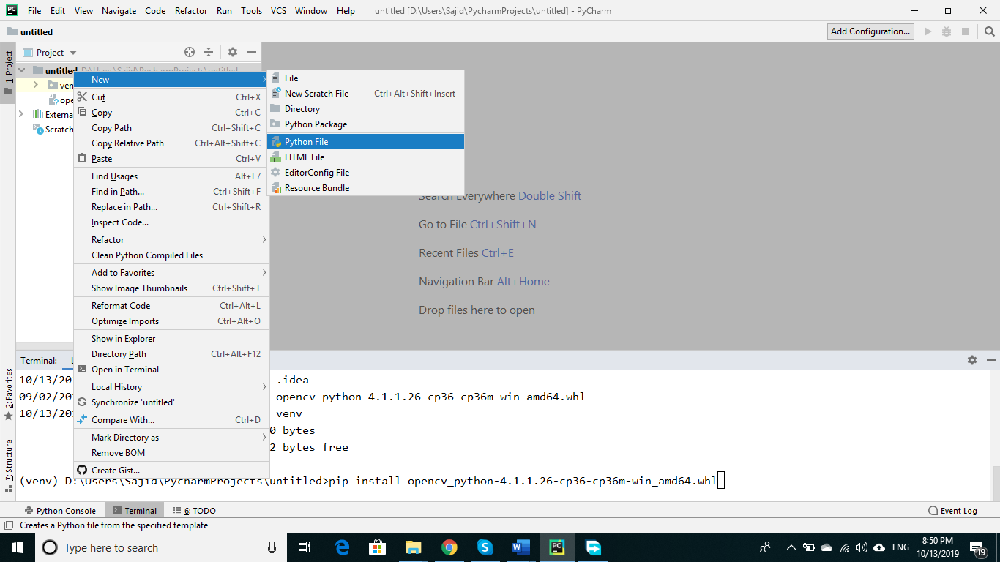 PC File Edit View Navigate Code Refactor Run Tools VCS Window Help untitled [D:\Users\Sajid\PycharmProjects\untitled] - PyCharm
untitled Add Configuration...
1: Project
Project
untitled D:\Users\Sajid\PycharmProjects\untitled
ven
ope
Externa
Scratch
New
Cut Ctrl+X
Copy Ctrl+C
Copy Path Ctrl+Shift+C
Copy Relative Path Ctrl+Alt+Shift+C
Paste Ctrl+V
Find Usages Alt+F7
Find in Path... Ctrl+Shift+F
Replace in Path... Ctrl+Shift+R
Inspect Code...
Refactor
Clean Python Compiled Files
Add to Favorites
Show Image Thumbnails Ctrl+Shift+T
Reformat Code Ctrl+Alt+L
Optimize Imports Ctrl+Alt+O
Show in Explorer
Directory Path Ctrl+Alt+F12
Open in Terminal
Local History
Synchronize 'untitled'
Compare With... Ctrl+D
Mark Directory as
Remove BOM
Create Gist...
File
New Scratch File Ctrl+Alt+Shift+Insert
Directory
Python Package
Python File
HTML File
EditorConfig File
Resource Bundle
Search Everywhere Double Shift
Go to File Ctrl+Shift+N
Recent Files Ctrl+E
Navigation Bar Alt+Home
Drop files here to open
2: Favorites
7: Structure
Terminal: L
10/13/20 .idea
09/02/20 opencv_python-4.1.1.26-cp36-cp36m-win_amd64.whl
10/13/20 venv
0 bytes
2 bytes free
(venv) D:\Users\Sajid\PycharmProjects\untitled>pip install opencv_python-4.1.1.26-cp36-cp36m-win_amd64.whl
Python Console Terminal 6: TODO Event Log
Creates a Python file from the specified template
Type here to search ENG 8:50 PM
10/13/2019 19